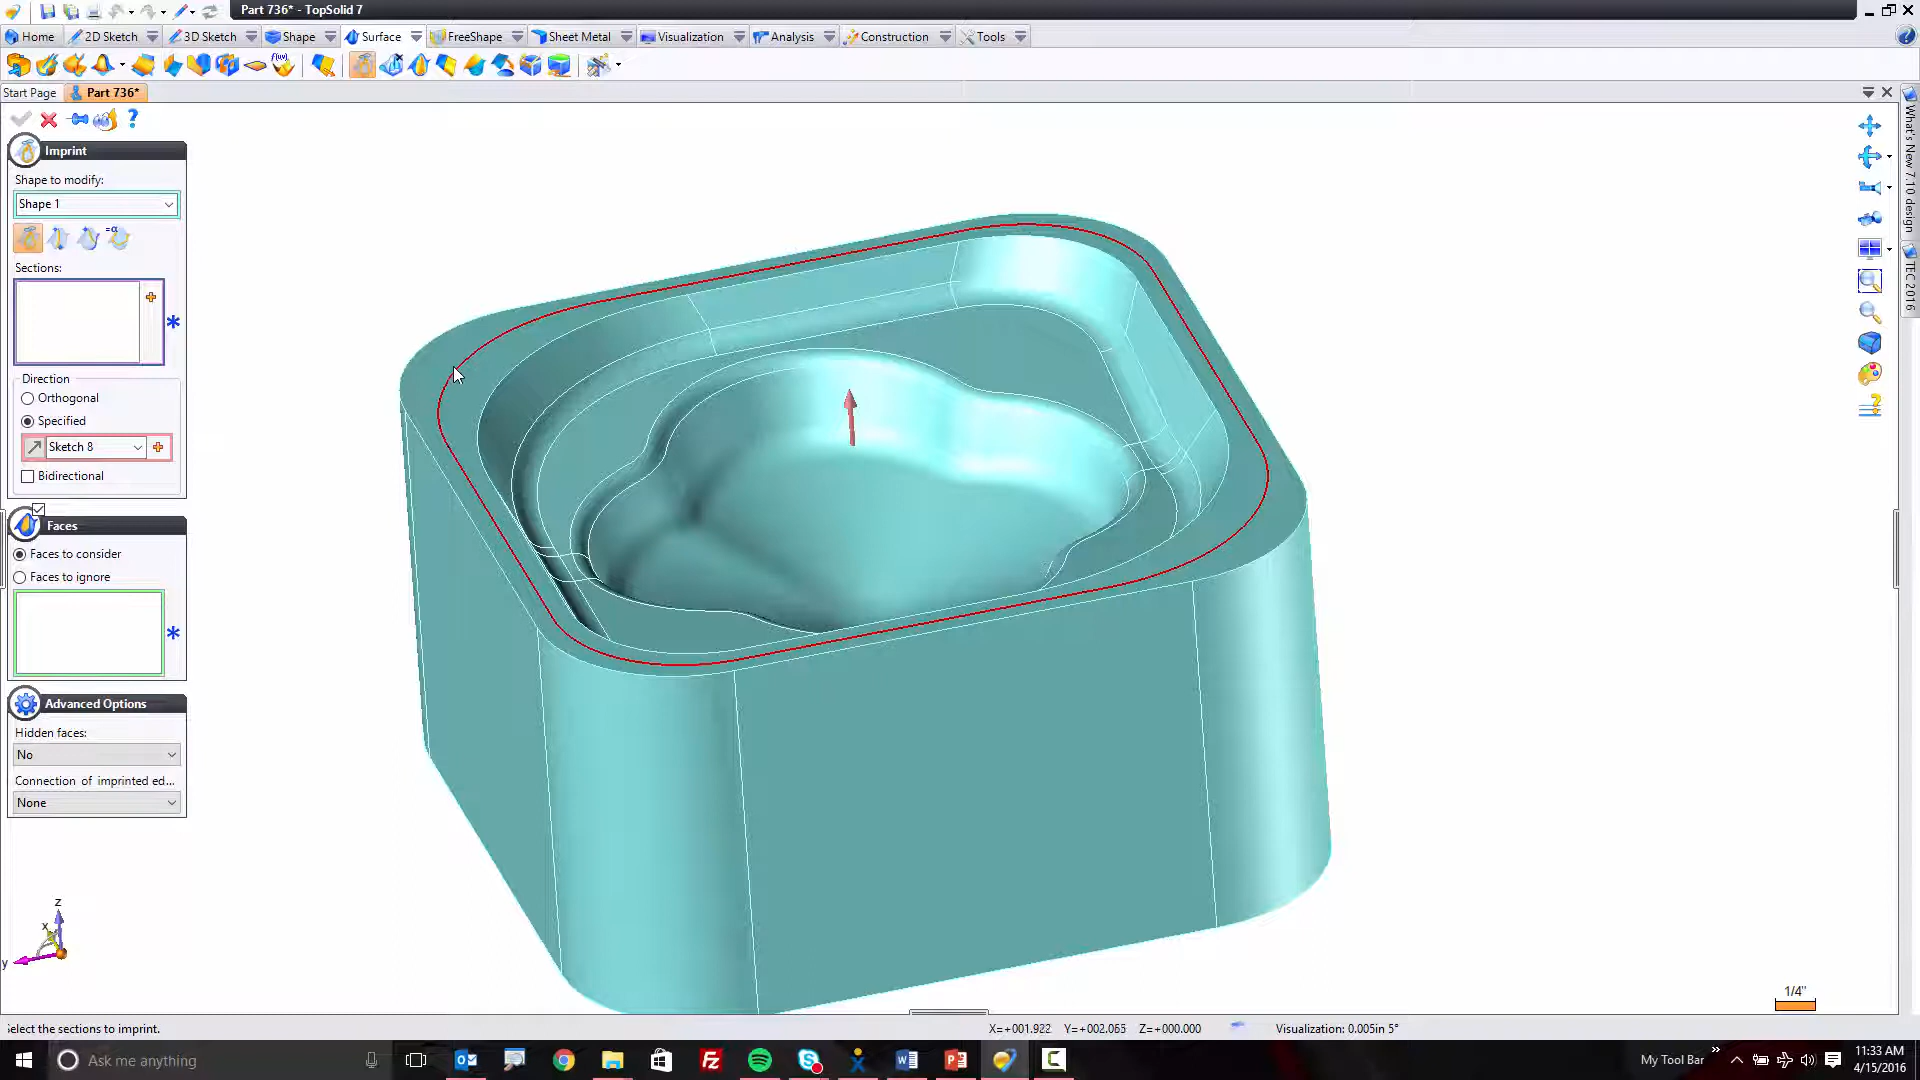 Part 736* - TopSolid 7
Home 2D Sketch 3D Sketch Shape Surface FreeShape Sheet Metal Visualization Analysis Construction Tools
f(u,v)
Start Page Part 736*
?
Imprint
Shape to modify:
Shape 1
=α
Sections:
Direction
Orthogonal
Specified
Sketch 8
Bidirectional
Faces
Faces to consider
Faces to ignore
Advanced Options
Hidden faces:
No
Connection of imprinted ed...
None
What's New 7.10 design
TEC 2016
z
x
y
1/4"
Select the sections to imprint.
X=+001.922 Y=+002.065 Z=+000.000 Visualization: 0.005in 5°
Ask me anything
My Tool Bar
11:33 AM
4/15/2016